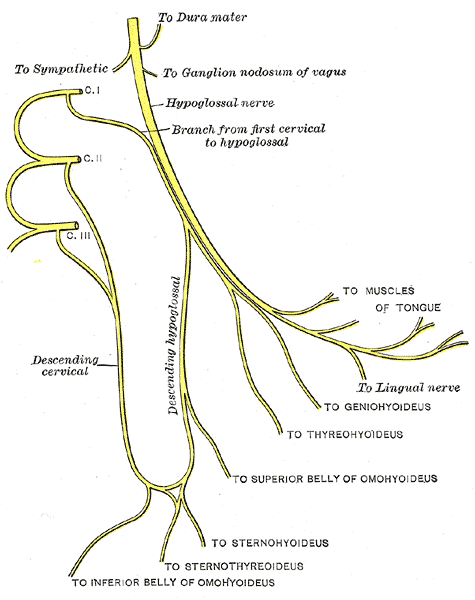 To Dura mater
To Sympathetic
To Ganglion nodosum of vagus
C. I
Hypoglossal nerve
Branch from first cervical
to hypoglossal
C. II
C. III
Descending hypoglossal
TO MUSCLES
OF TONGUE
Descending
cervical
To Lingual nerve
TO GENIOHYOIDEUS
TO THYREOHYOIDEUS
TO SUPERIOR BELLY OF OMOHYOIDEUS
TO STERNOHYOIDEUS
TO STERNOTHYREOIDEUS
TO INFERIOR BELLY OF OMOHYOIDEUS